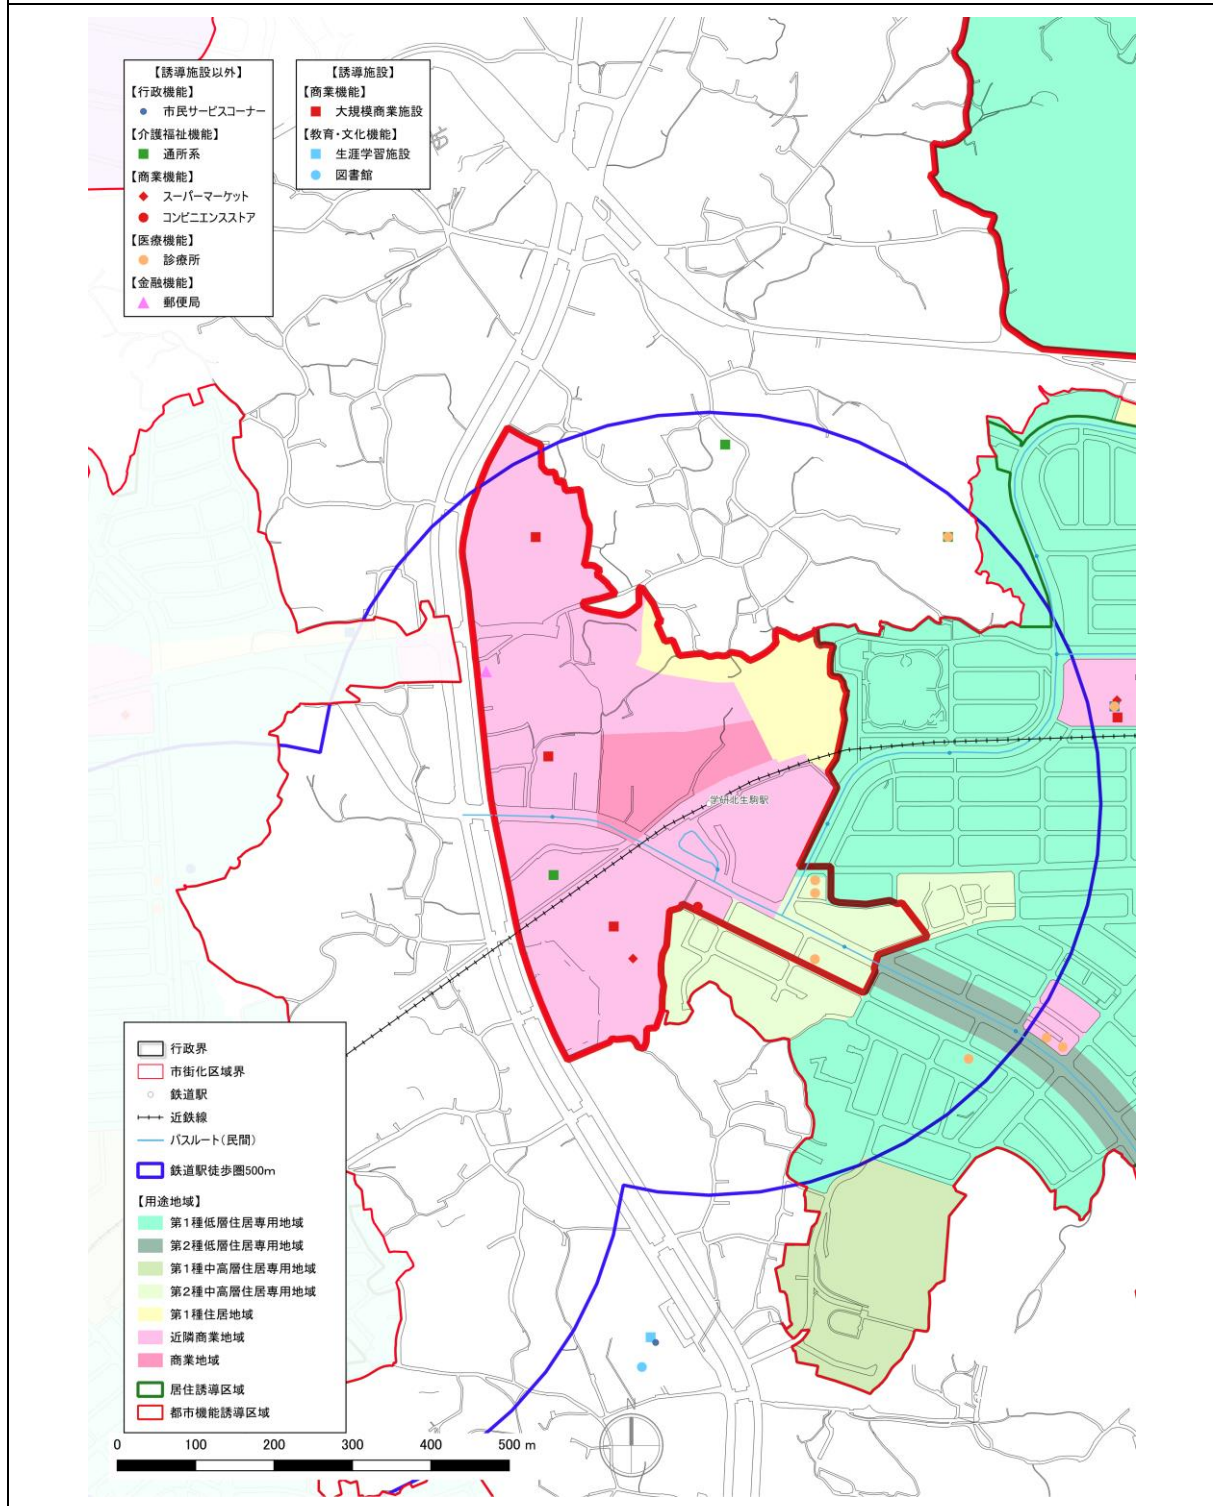 【誘導施設以外】
【行政機能】
市民サービスコーナー
【介護福祉機能】
通所系
【商業機能】
スーパーマーケット
コンビニエンスストア
【医療機能】
診療所
【金融機能】
郵便局
【誘導施設】
【商業機能】
大規模商業施設
【教育・文化機能】
生涯学習施設
図書館
学研北生駒駅
行政界
市街化区域界
鉄道駅
近鉄線
バスルート（民間）
鉄道駅徒歩圏500m
【用途地域】
第1種低層住居専用地域
第2種低層住居専用地域
第1種中高層住居専用地域
第2種中高層住居専用地域
第1種住居地域
近隣商業地域
商業地域
居住誘導区域
都市機能誘導区域
N
0 100 200 300 400 500 m